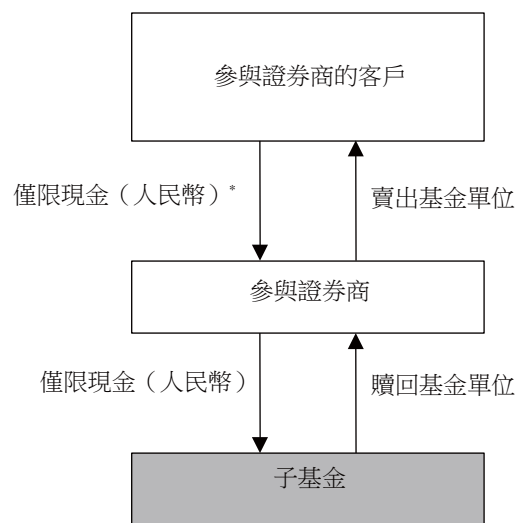 參與證券商的客戶
僅限現金（人民幣）*
賣出基金單位
參與證券商
僅限現金（人民幣）
贖回基金單位
子基金